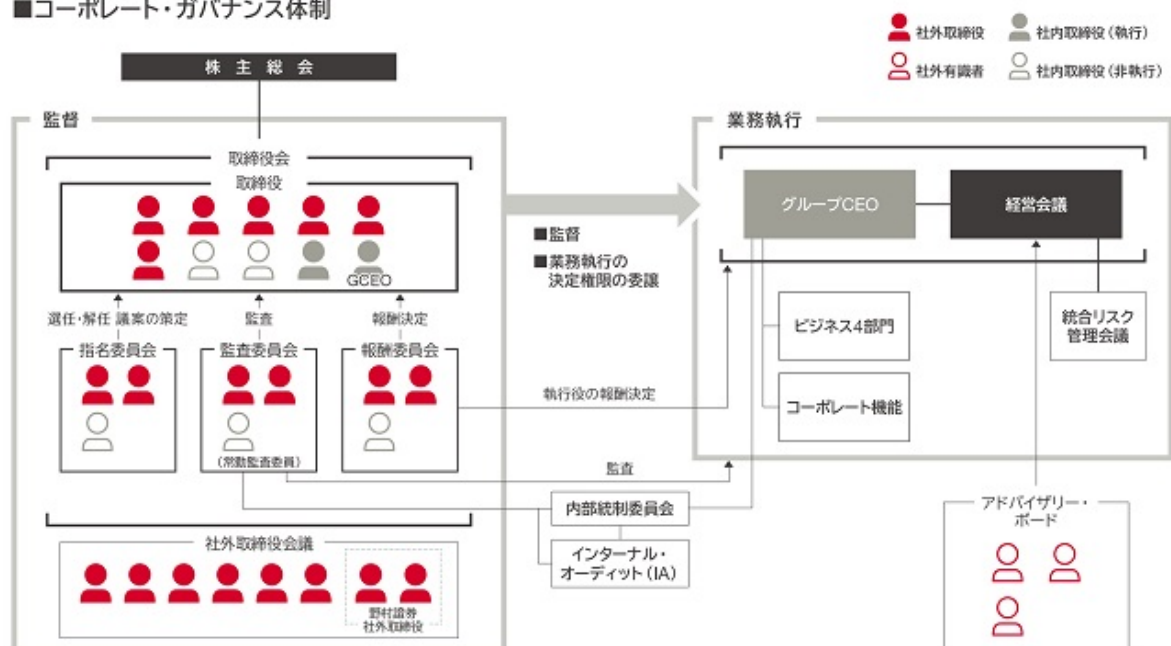 ■コーポレート・ガバナンス体制
社外取締役
社内取締役（執行）
社外有識者
社内取締役（非執行）
株主総会
監督
取締役会
取締役
GCEO
選任・解任 議案の策定
監査
報酬決定
指名委員会
監査委員会
報酬委員会
（常勤監査委員）
社外取締役会議
野村證券
社外取締役
■監督
■業務執行の
決定権限の委譲
執行役の報酬決定
監査
内部統制委員会
インターナル・
オーディット（IA）
業務執行
グループCEO
経営会議
ビジネス4部門
コーポレート機能
統合リスク
管理会議
アドバイザリー・
ボード